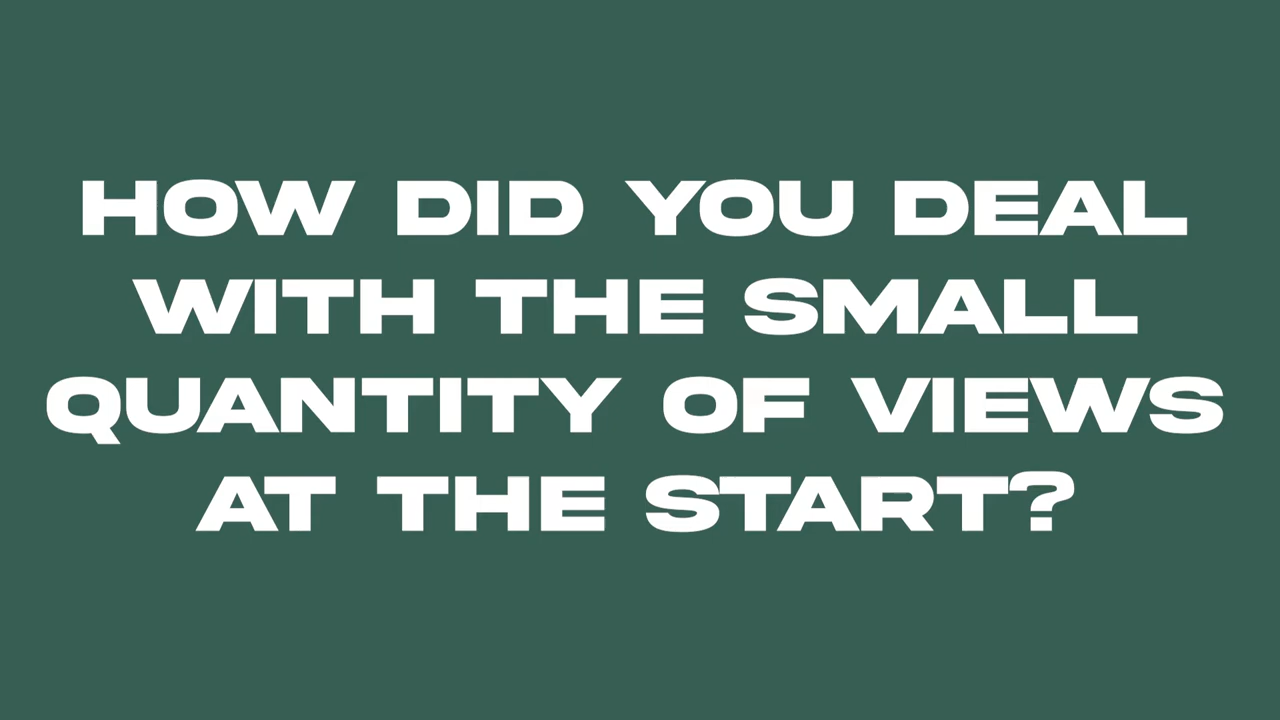 HOW DID YOU DEAL
WITH THE SMALL
QUANTITY OF VIEWS
AT THE START?